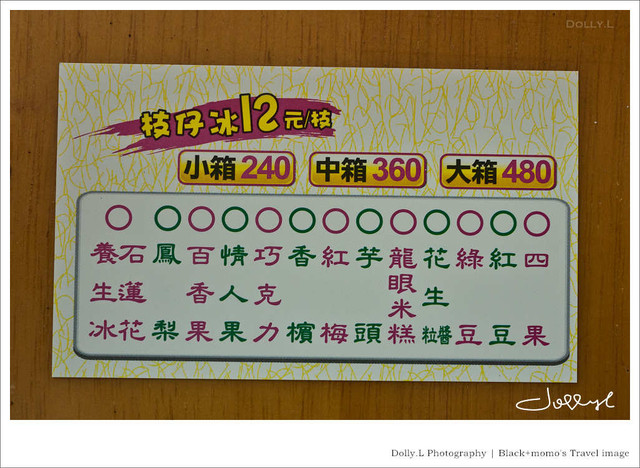 DOLLY.L
枝仔冰12元/枝
小箱240
中箱360
大箱480
四果
紅豆
綠豆
花生粒醬
龍眼米糕
芋頭
紅梅
香檳
巧克力
情人果
百香果
鳳梨
石蓮花
養生冰
Dollyl
Dolly.L Photography | Black+momo's Travel image